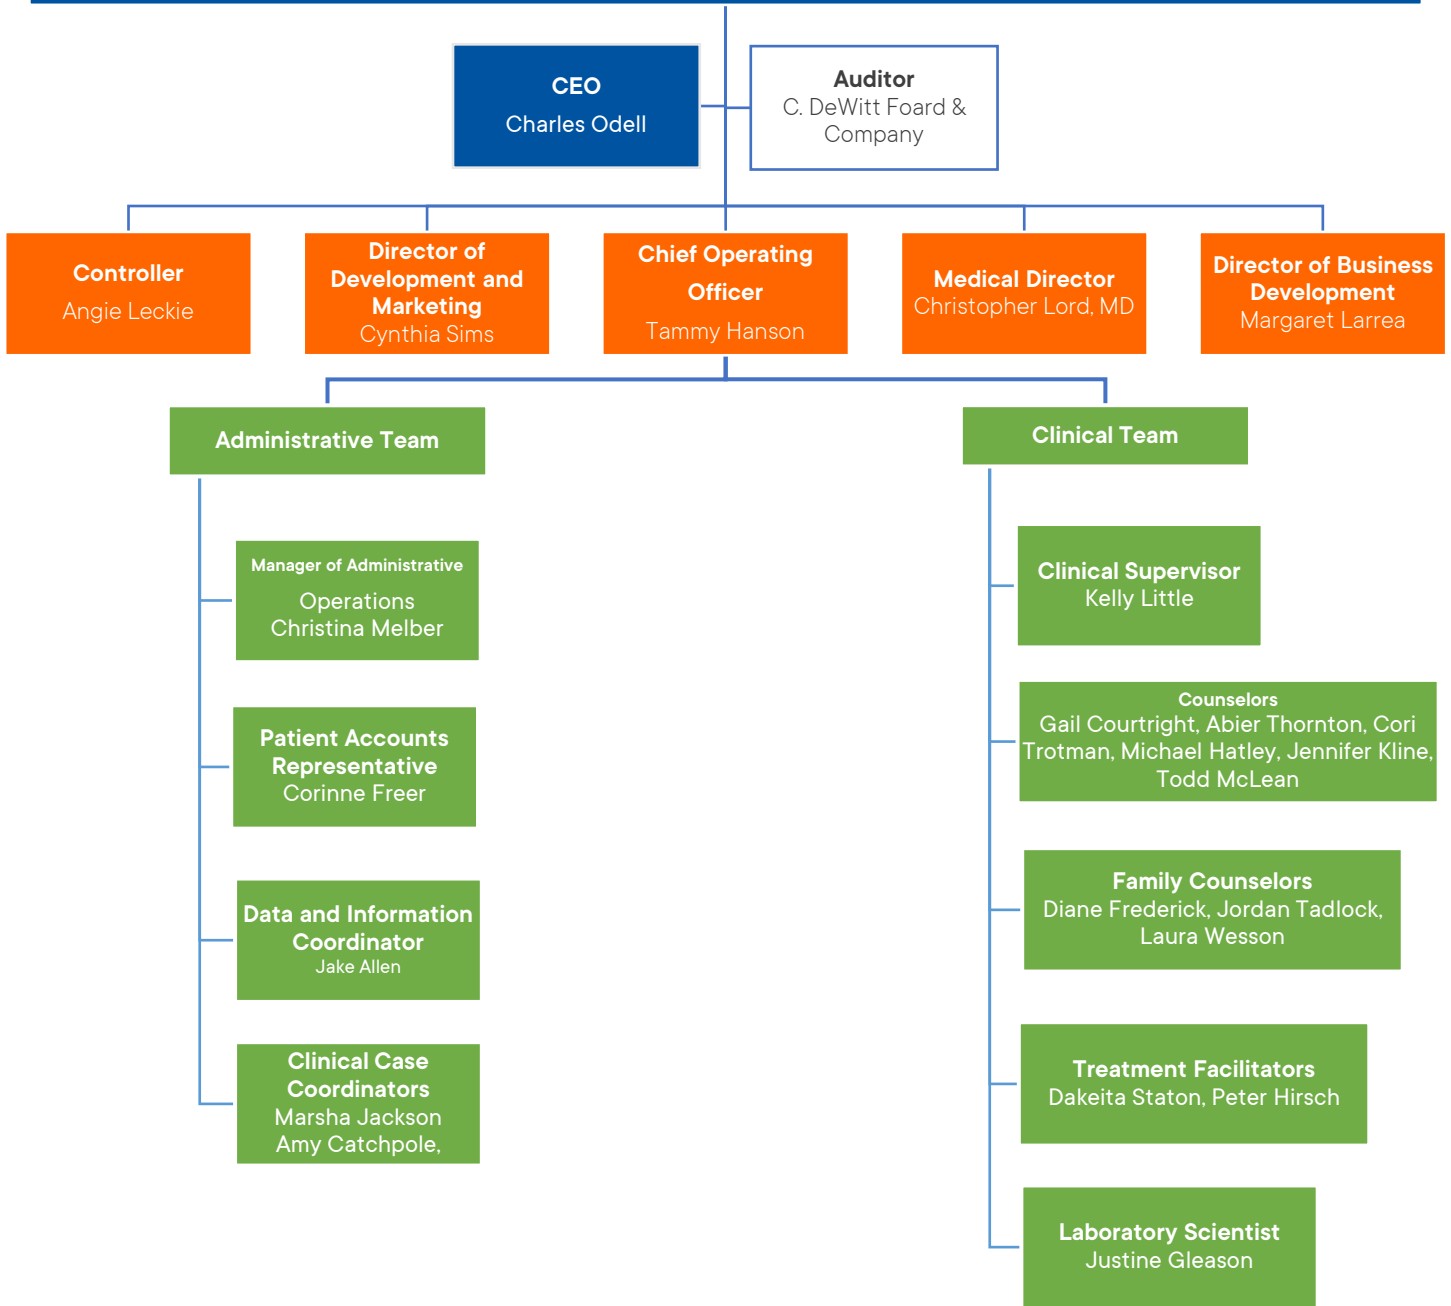 CEO
Charles Odell
Auditor
C. DeWitt Foard &
Company
Controller
Angie Leckie
Director of
Development and
Marketing
Cynthia Sims
Chief Operating
Officer
Tammy Hanson
Medical Director
Christopher Lord, MD
Director of Business
Development
Margaret Larrea
Administrative Team
Manager of Administrative
Operations
Christina Melber
Patient Accounts
Representative
Corinne Freer
Data and Information
Coordinator
Jake Allen
Clinical Case
Coordinators
Marsha Jackson
Amy Catchpole,
Clinical Team
Clinical Supervisor
Kelly Little
Counselors
Gail Courtright, Abier Thornton, Cori
Trotman, Michael Hatley, Jennifer Kline,
Todd McLean
Family Counselors
Diane Frederick, Jordan Tadlock,
Laura Wesson
Treatment Facilitators
Dakeita Staton, Peter Hirsch
Laboratory Scientist
Justine Gleason